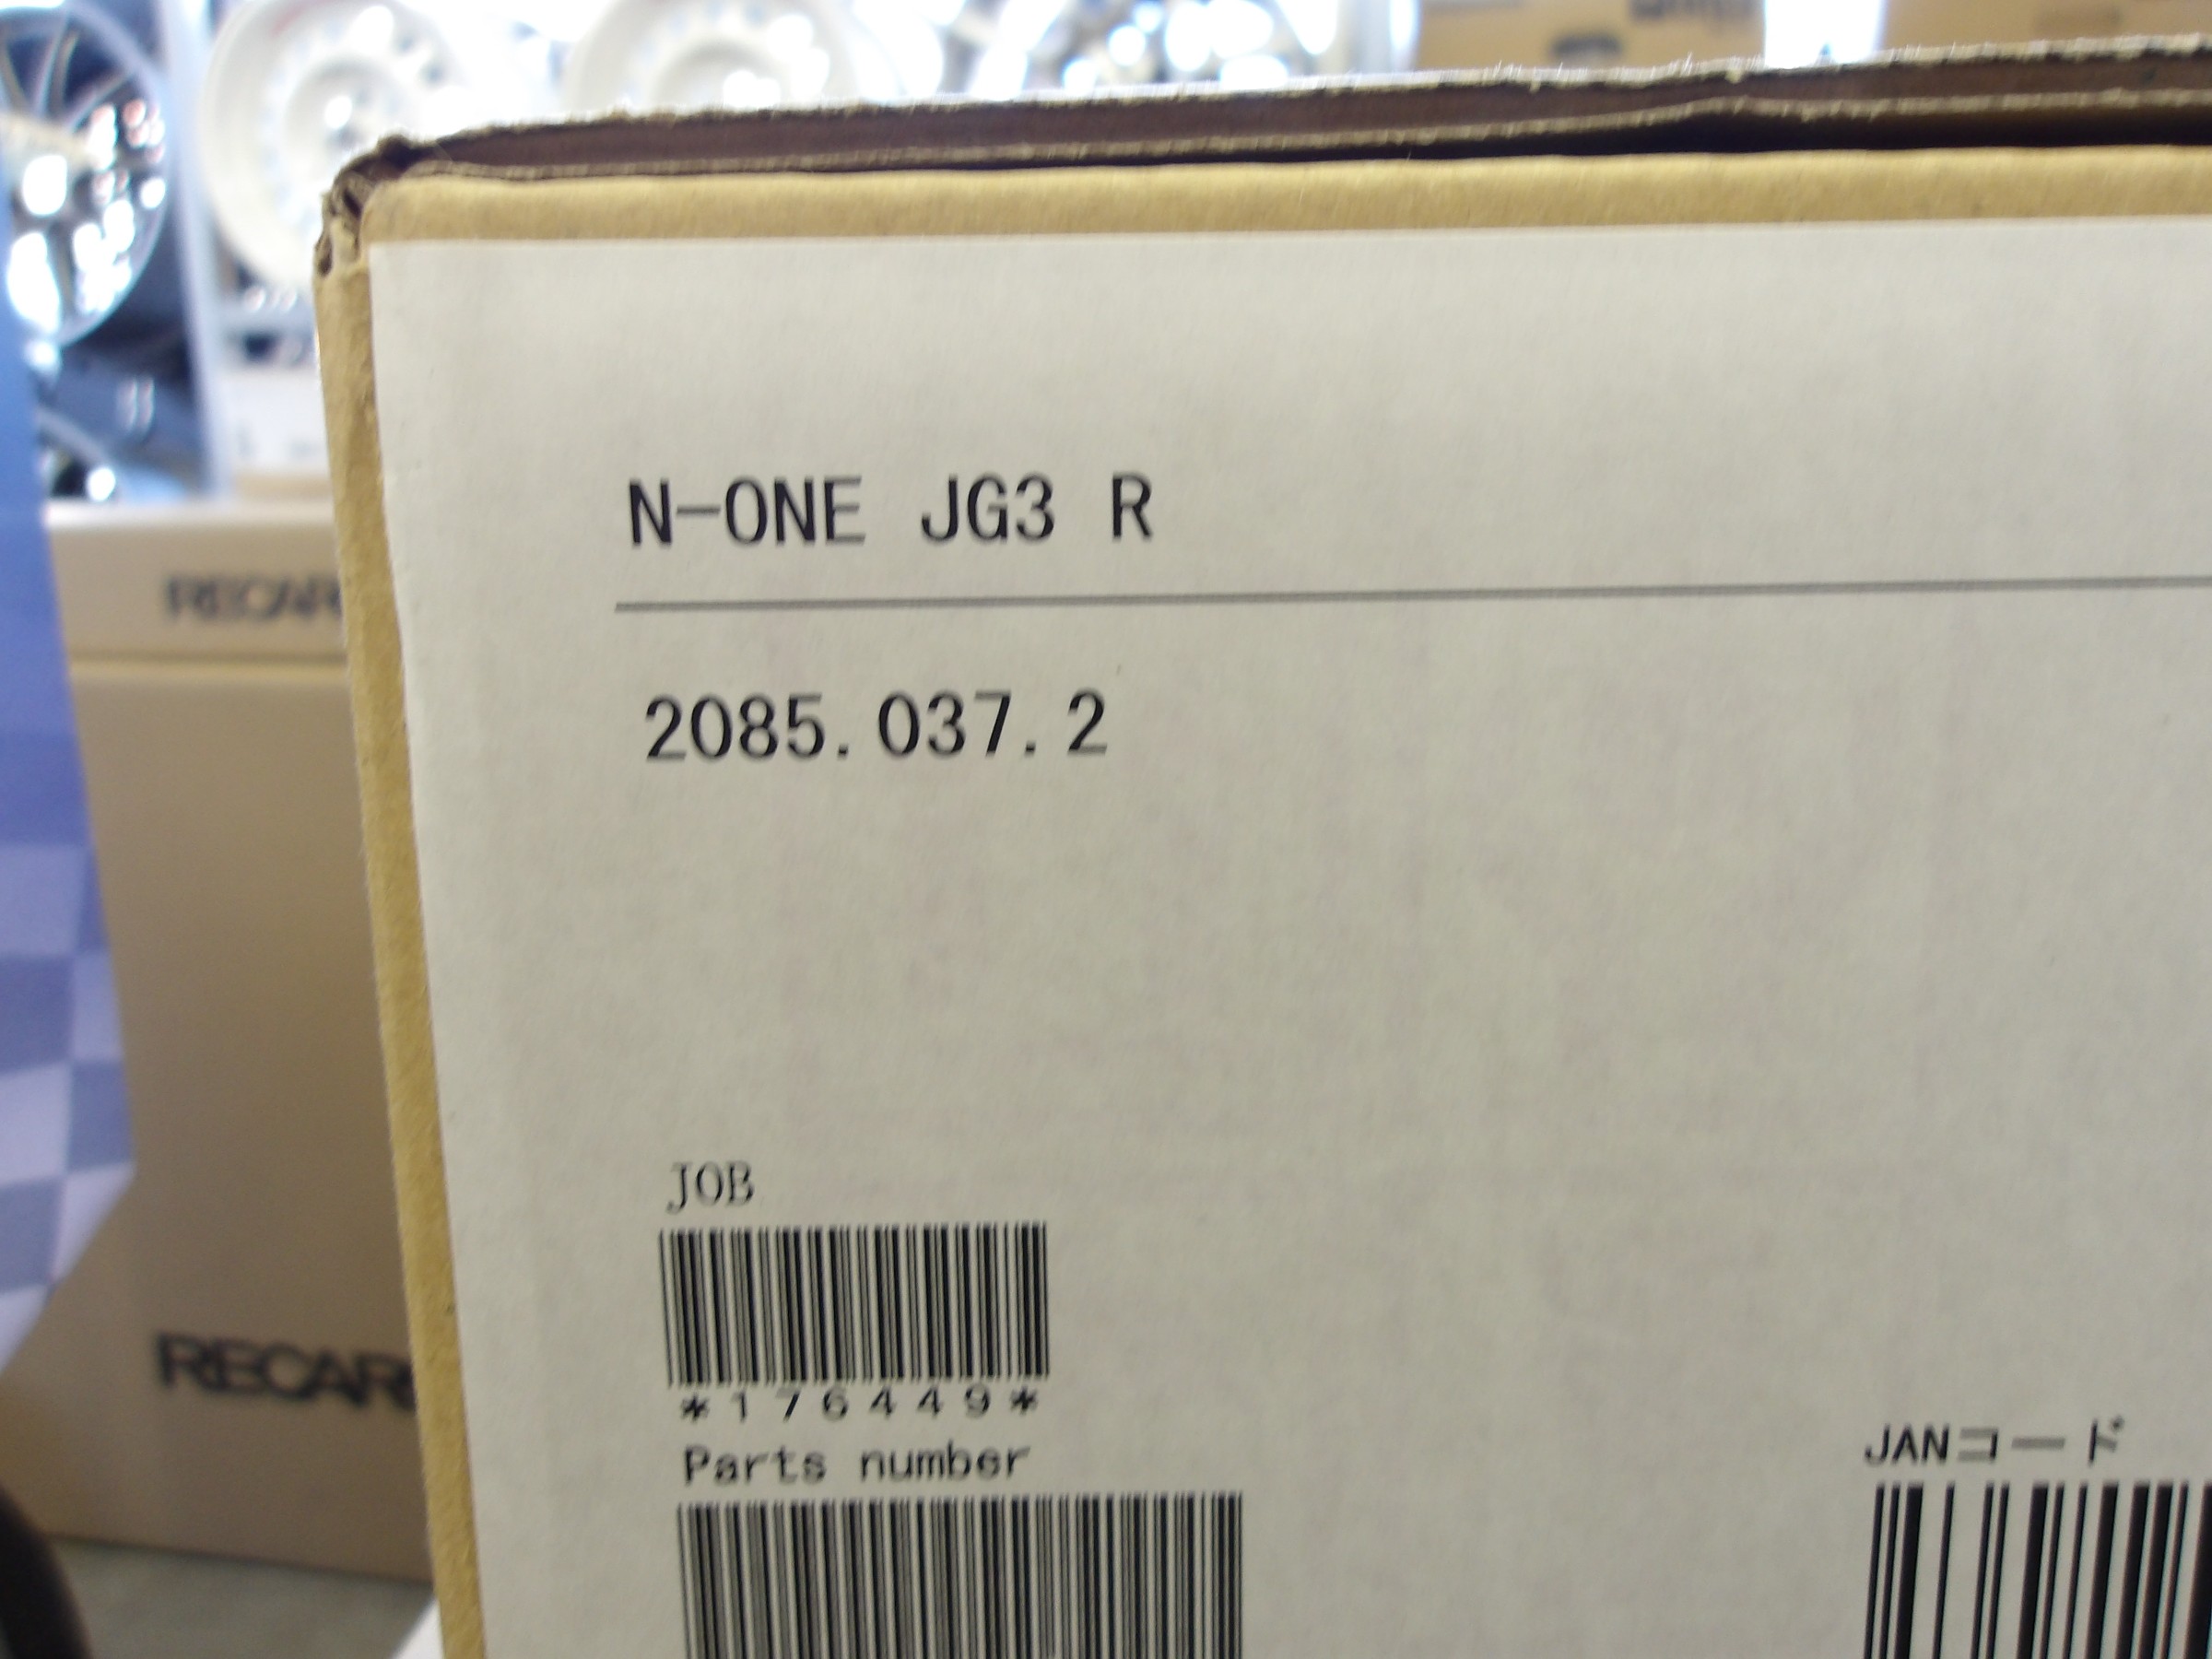 N-ONE JG3 R
2085.037.2
JOB
*176449*
Parts number
JANコード
RECAR
RECAR